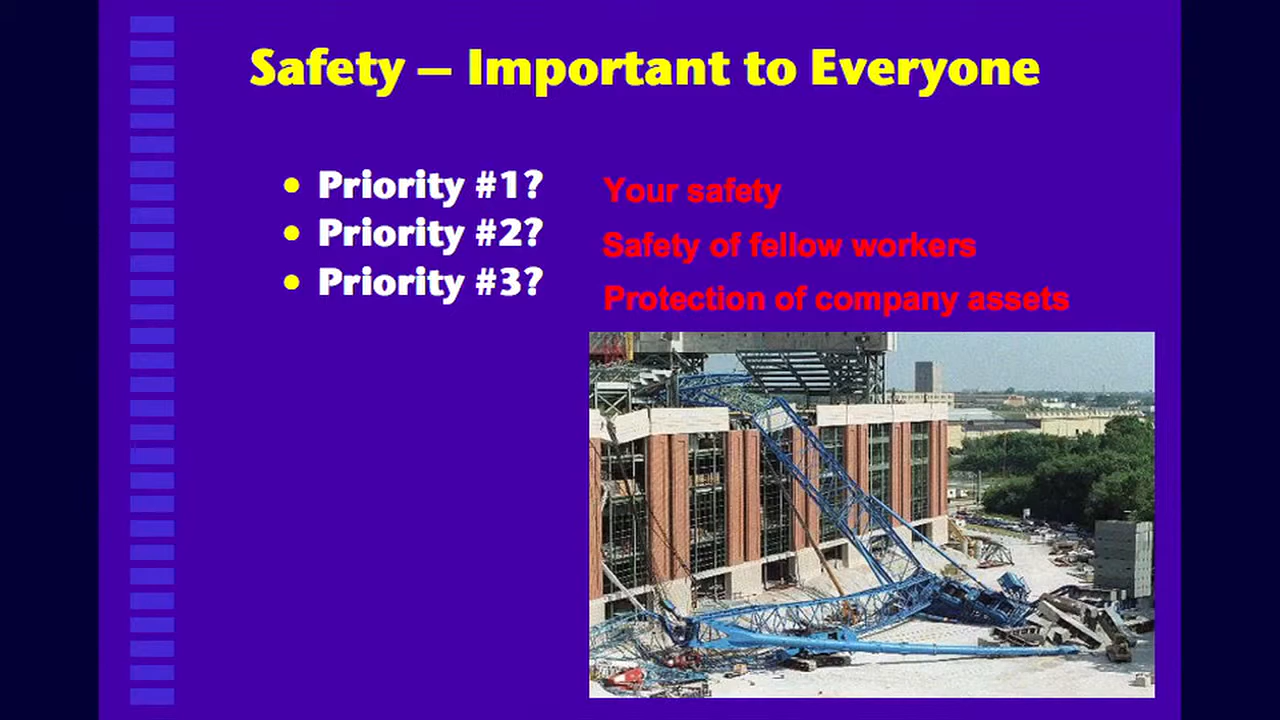 Safety – Important to Everyone
• Priority #1? Your safety
• Priority #2? Safety of fellow workers
• Priority #3? Protection of company assets